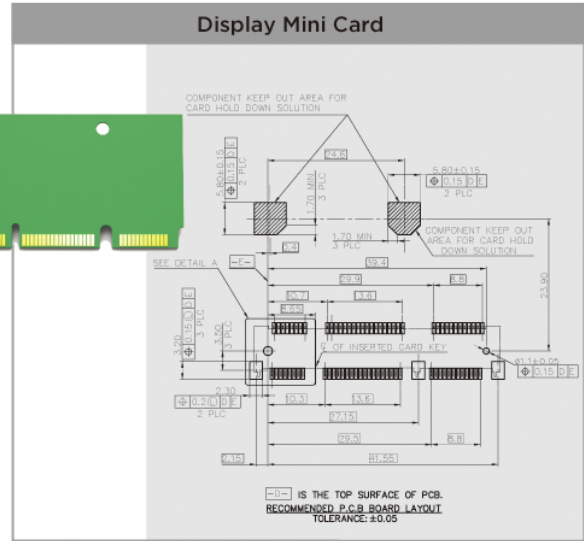 Display Mini Card
COMPONENT KEEP OUT AREA FOR
CARD HOLD DOWN SOLUTION
24.6
5.80±0.15
0.15 D E
2 PLC
5.80±0.15
0.15 D E
2 PLC
1.70 MIN
3 PLC
1.70 MIN
3 PLC
COMPONENT KEEP OUT
AREA FOR CARD HOLD
DOWN SOLUTION
0.4
-E-
SEE DETAIL A
39.4
29.9
8.8
23.90
10.7
13.6
8.65
3.20
0.15 D E
3 PLC
3.50
3 PLC
OF INSERTED CARD KEY
ø1.1±0.05
0.15 D E
2.30
0.2 D E
2 PLC
10.3
13.6
27.15
29.5
8.8
2.15
-D- IS THE TOP SURFACE OF PCB.
RECOMMENDED P.C.B BOARD LAYOUT
TOLERANCE: ±0.05